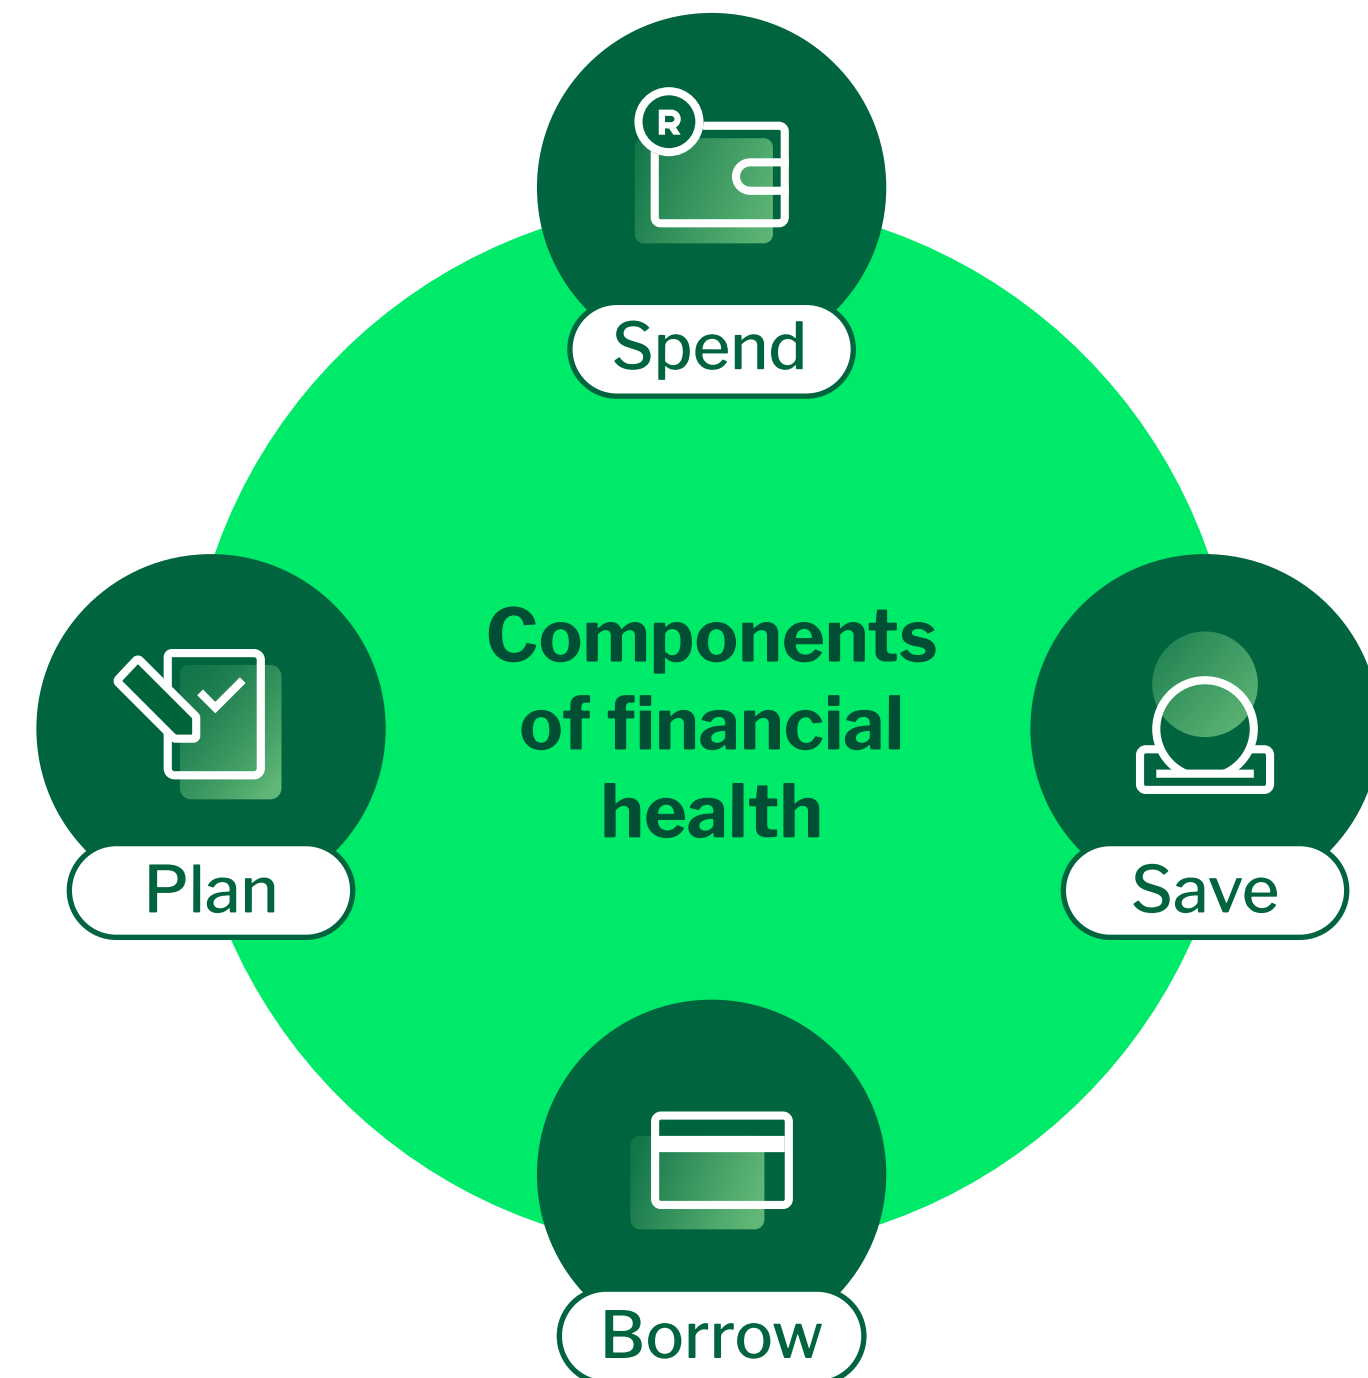 R
Spend
Components
of financial
health
Plan
Save
Borrow